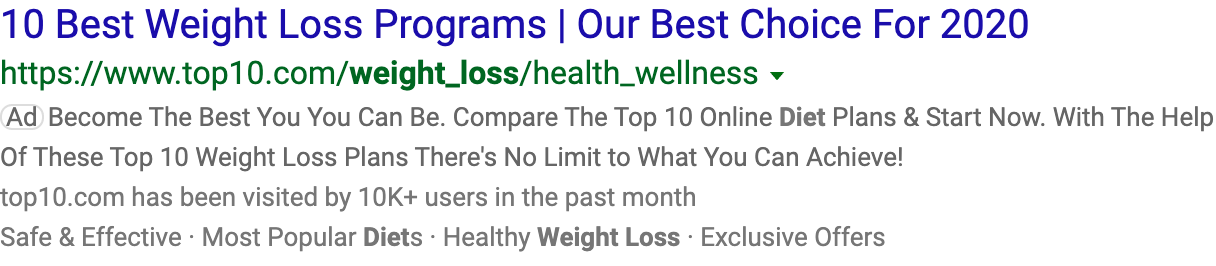 10 Best Weight Loss Programs | Our Best Choice For 2020
https://www.top10.com/weight_loss/health_wellness
Ad Become The Best You You Can Be. Compare The Top 10 Online Diet Plans & Start Now. With The Help
Of These Top 10 Weight Loss Plans There's No Limit to What You Can Achieve!
top10.com has been visited by 10K+ users in the past month
Safe & Effective · Most Popular Diets · Healthy Weight Loss · Exclusive Offers